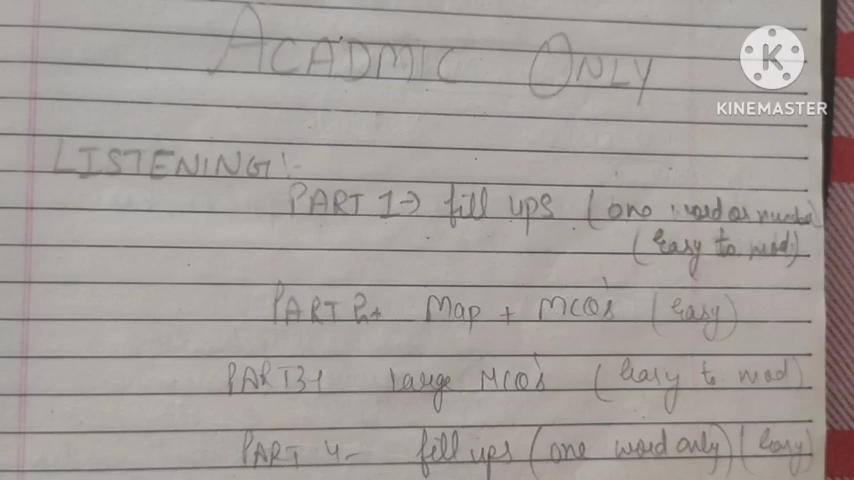 ACADMIC ONLY
KINEMASTER
LISTENING:-
PART 1→ fill ups (one word or number
(Easy to mod.)
PART 2→ Map + MCQ's (Easy)
PART 3→ Large MCQ's (Easy to mod)
PART 4- fill ups (one word only) (Easy)